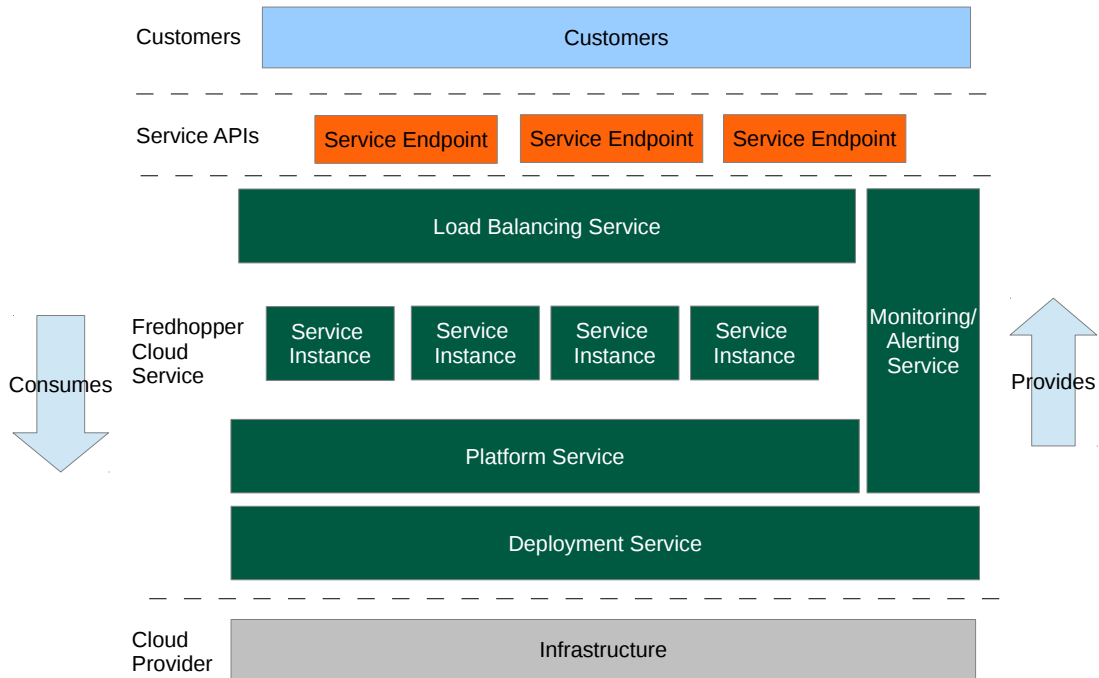 Customers
Customers
Service APIs
Service Endpoint
Service Endpoint
Service Endpoint
Load Balancing Service
Fredhopper
Cloud
Service
Service
Instance
Service
Instance
Service
Instance
Service
Instance
Monitoring/
Alerting
Service
Consumes
Provides
Platform Service
Deployment Service
Cloud
Provider
Infrastructure